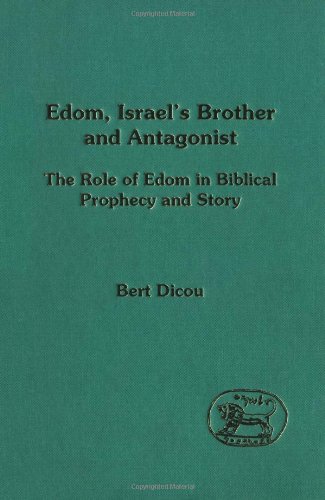 Edom, Israel's Brother
and Antagonist
The Role of Edom in Biblical
Prophecy and Story
Bert Dicou